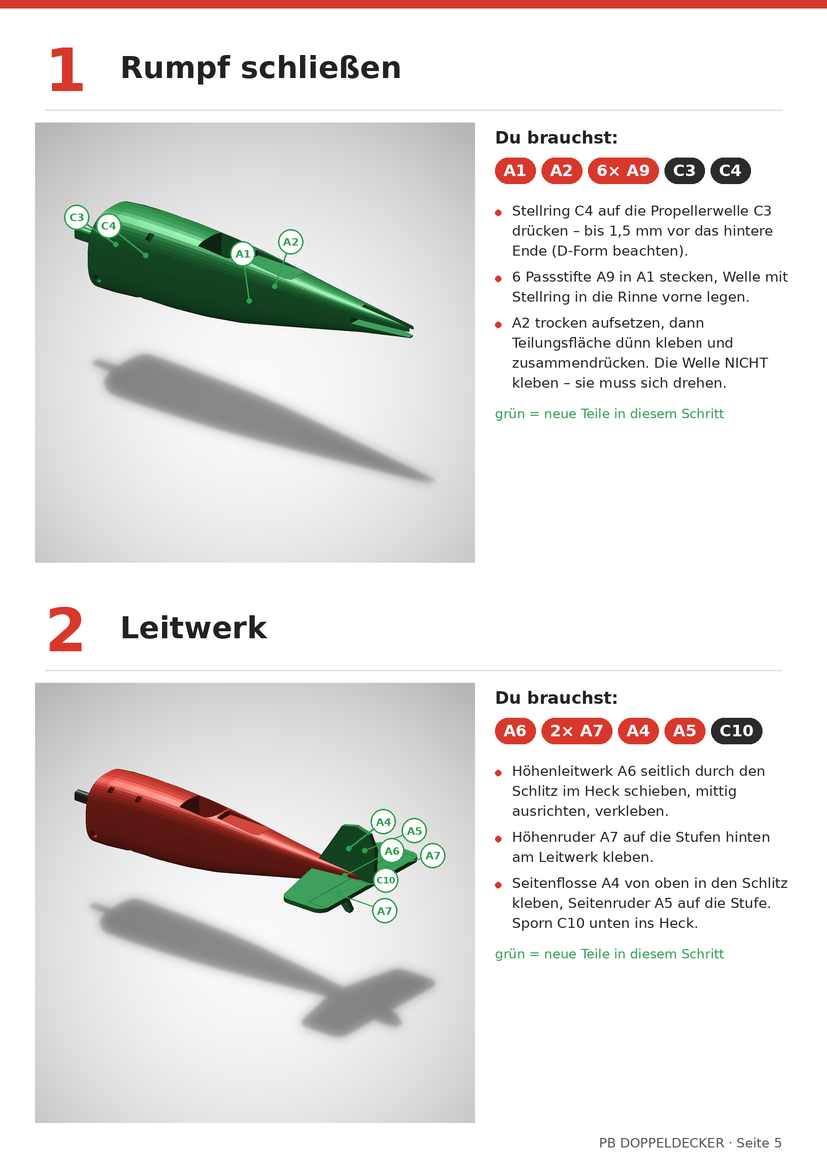 1 Rumpf schließen
C3
C4
A1
A2
Du brauchst:
A1 A2 6× A9 C3 C4
• Stellring C4 auf die Propellerwelle C3
drücken – bis 1,5 mm vor das hintere
Ende (D-Form beachten).
• 6 Passstifte A9 in A1 stecken, Welle mit
Stellring in die Rinne vorne legen.
• A2 trocken aufsetzen, dann
Teilungsfläche dünn kleben und
zusammendrücken. Die Welle NICHT
kleben – sie muss sich drehen.
grün = neue Teile in diesem Schritt
2 Leitwerk
A4
A5
A6
A7
C10
A7
Du brauchst:
A6 2× A7 A4 A5 C10
• Höhenleitwerk A6 seitlich durch den
Schlitz im Heck schieben, mittig
ausrichten, verkleben.
• Höhenruder A7 auf die Stufen hinten
am Leitwerk kleben.
• Seitenflosse A4 von oben in den Schlitz
kleben, Seitenruder A5 auf die Stufe.
Sporn C10 unten ins Heck.
grün = neue Teile in diesem Schritt
PB DOPPELDECKER · Seite 5